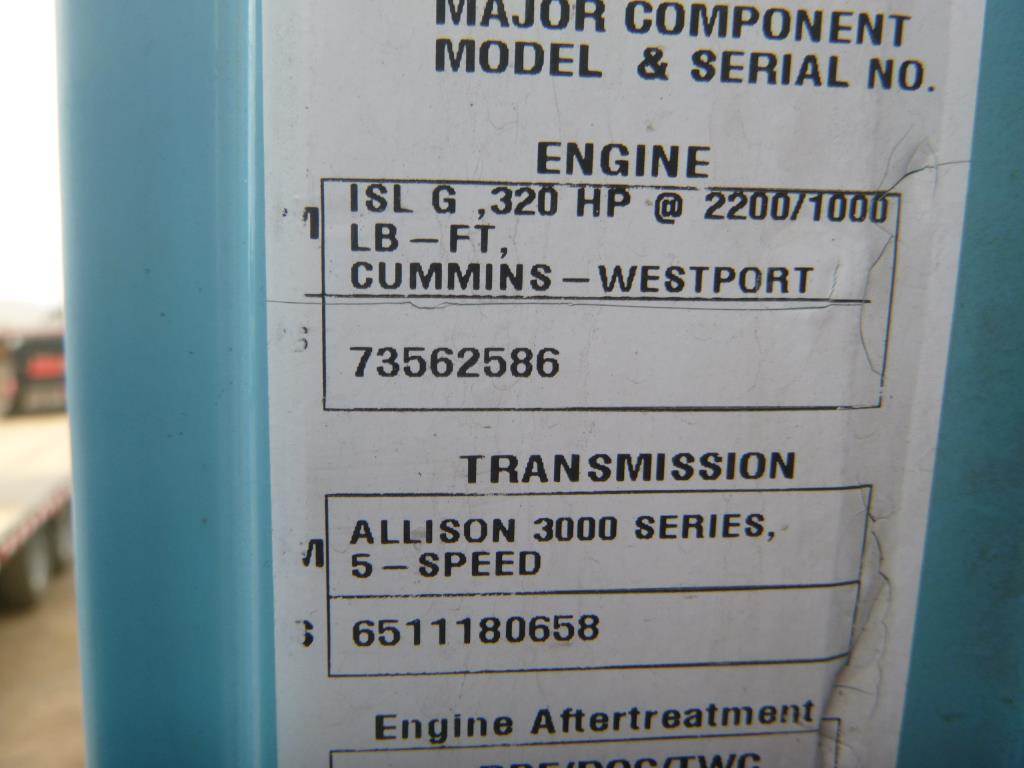 MAJOR COMPONENT
MODEL & SERIAL NO.
ENGINE
M
ISL G ,320 HP @ 2200/1000
LB-FT,
CUMMINS-WESTPORT
S
73562586
TRANSMISSION
M
ALLISON 3000 SERIES,
5-SPEED
S
6511180658
Engine Aftertreatment